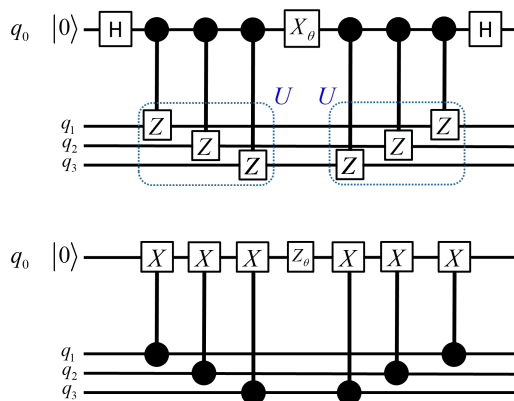 q₀ |0⟩ H X_θ H
U U
Z Z
q₁
Z Z
q₂
Z Z
q₃
q₀ |0⟩ X X X Z_θ X X X
q₁
q₂
q₃